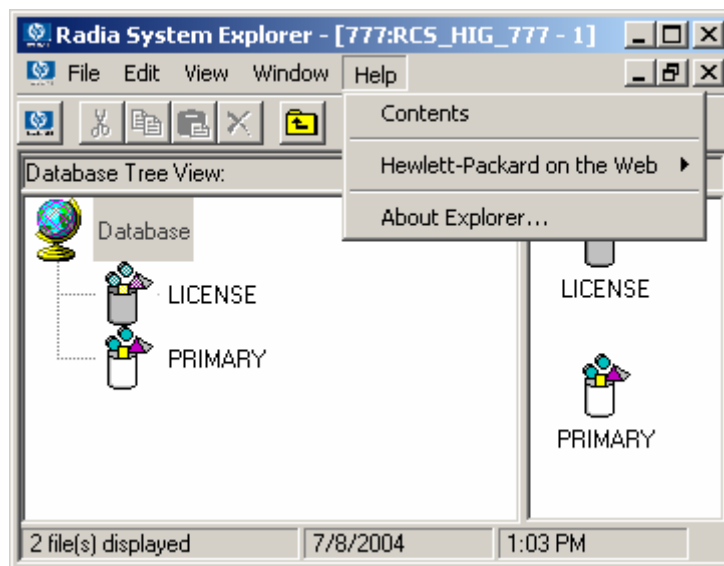 Radia System Explorer - [777:RCS_HIG_777 - 1]
File Edit View Window Help
Contents
Hewlett-Packard on the Web
About Explorer...
Database Tree View:
Database
LICENSE
PRIMARY
LICENSE
PRIMARY
2 file(s) displayed 7/8/2004 1:03 PM